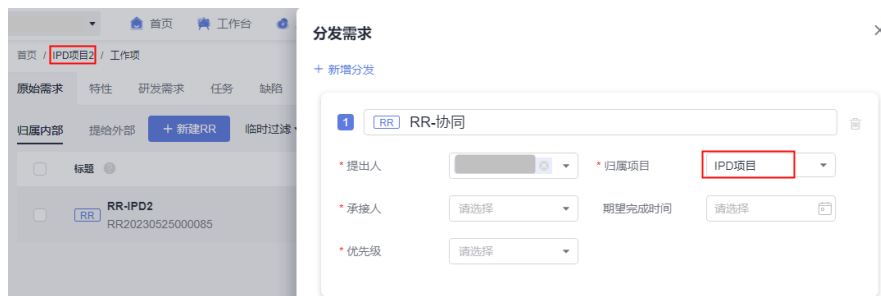 首页 工作台
首页 / IPD项目2 / 工作项
原始需求 特性 研发需求 任务 缺陷
归属内部 提给外部 + 新建RR 临时过滤
标题
RR RR-IPD2
RR20230525000085
分发需求
+ 新增分发
1 RR RR-协同
* 提出人 * 归属项目 IPD项目
* 承接人 请选择 期望完成时间 请选择
* 优先级 请选择